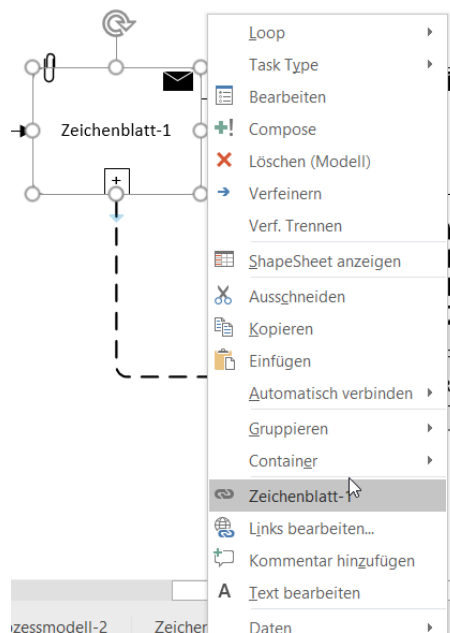 Zeichenblatt-1
+
Loop
Task Type
Bearbeiten
Compose
Löschen (Modell)
Verfeinern
Verf. Trennen
ShapeSheet anzeigen
Ausschneiden
Kopieren
Einfügen
Automatisch verbinden
Gruppieren
Container
Zeichenblatt-1
Links bearbeiten...
Kommentar hinzufügen
A Text bearbeiten
Daten
zessmodell-2 Zeichen